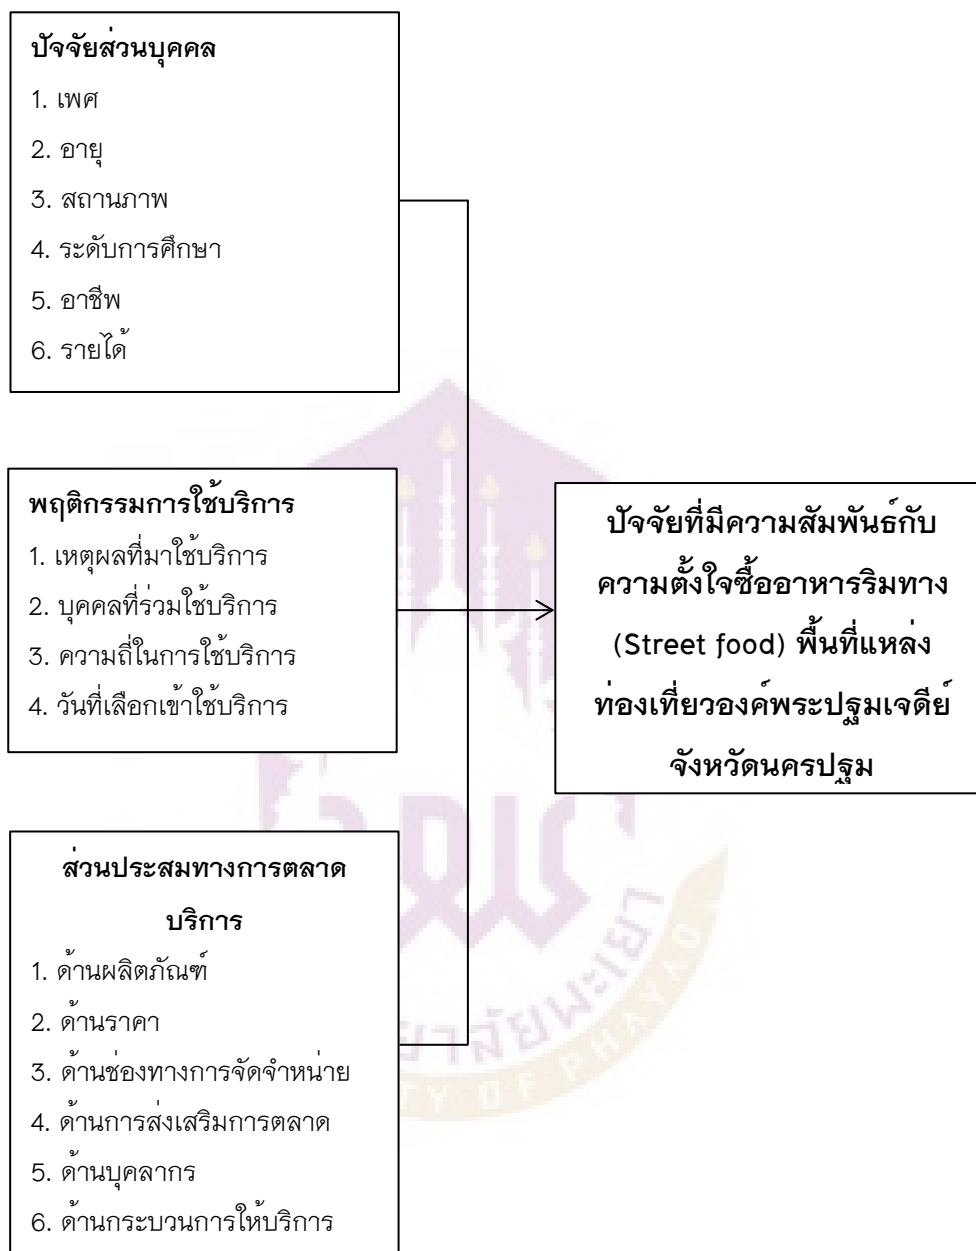 ปัจจัยส่วนบุคคล
1. เพศ
2. อายุ
3. สถานภาพ
4. ระดับการศึกษา
5. อาชีพ
6. รายได้
พฤติกรรมการใช้บริการ
1. เหตุผลที่มาใช้บริการ
2. บุคคลที่ร่วมใช้บริการ
3. ความถี่ในการใช้บริการ
4. วันที่เลือกเข้าใช้บริการ
ปัจจัยที่มีความสัมพันธ์กับ
ความตั้งใจซื้ออาหารริมทาง
(Street food) พื้นที่แหล่ง
ท่องเที่ยวองค์พระปฐมเจดีย์
จังหวัดนครปฐม
ส่วนประสมทางการตลาด
บริการ
1. ด้านผลิตภัณฑ์
2. ด้านราคา
3. ด้านช่องทางการจัดจำหน่าย
4. ด้านการส่งเสริมการตลาด
5. ด้านบุคลากร
6. ด้านกระบวนการให้บริการ
ยาลัยพะเยา
TY OF PHAYAO